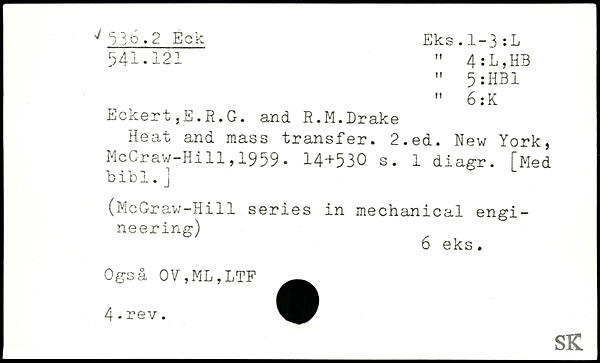 ✓ 536.2 Eck Eks.1-3:L
541.121 " 4:L,HB
" 5:HBl
" 6:K
Eckert,E.R.G. and R.M.Drake
Heat and mass transfer. 2.ed. New York,
McGraw-Hill,1959. 14+530 s. 1 diagr. [Med
bibl.]
(McGraw-Hill series in mechanical engi-
neering)
6 eks.
Også OV,ML,LTF
4.rev.
SK